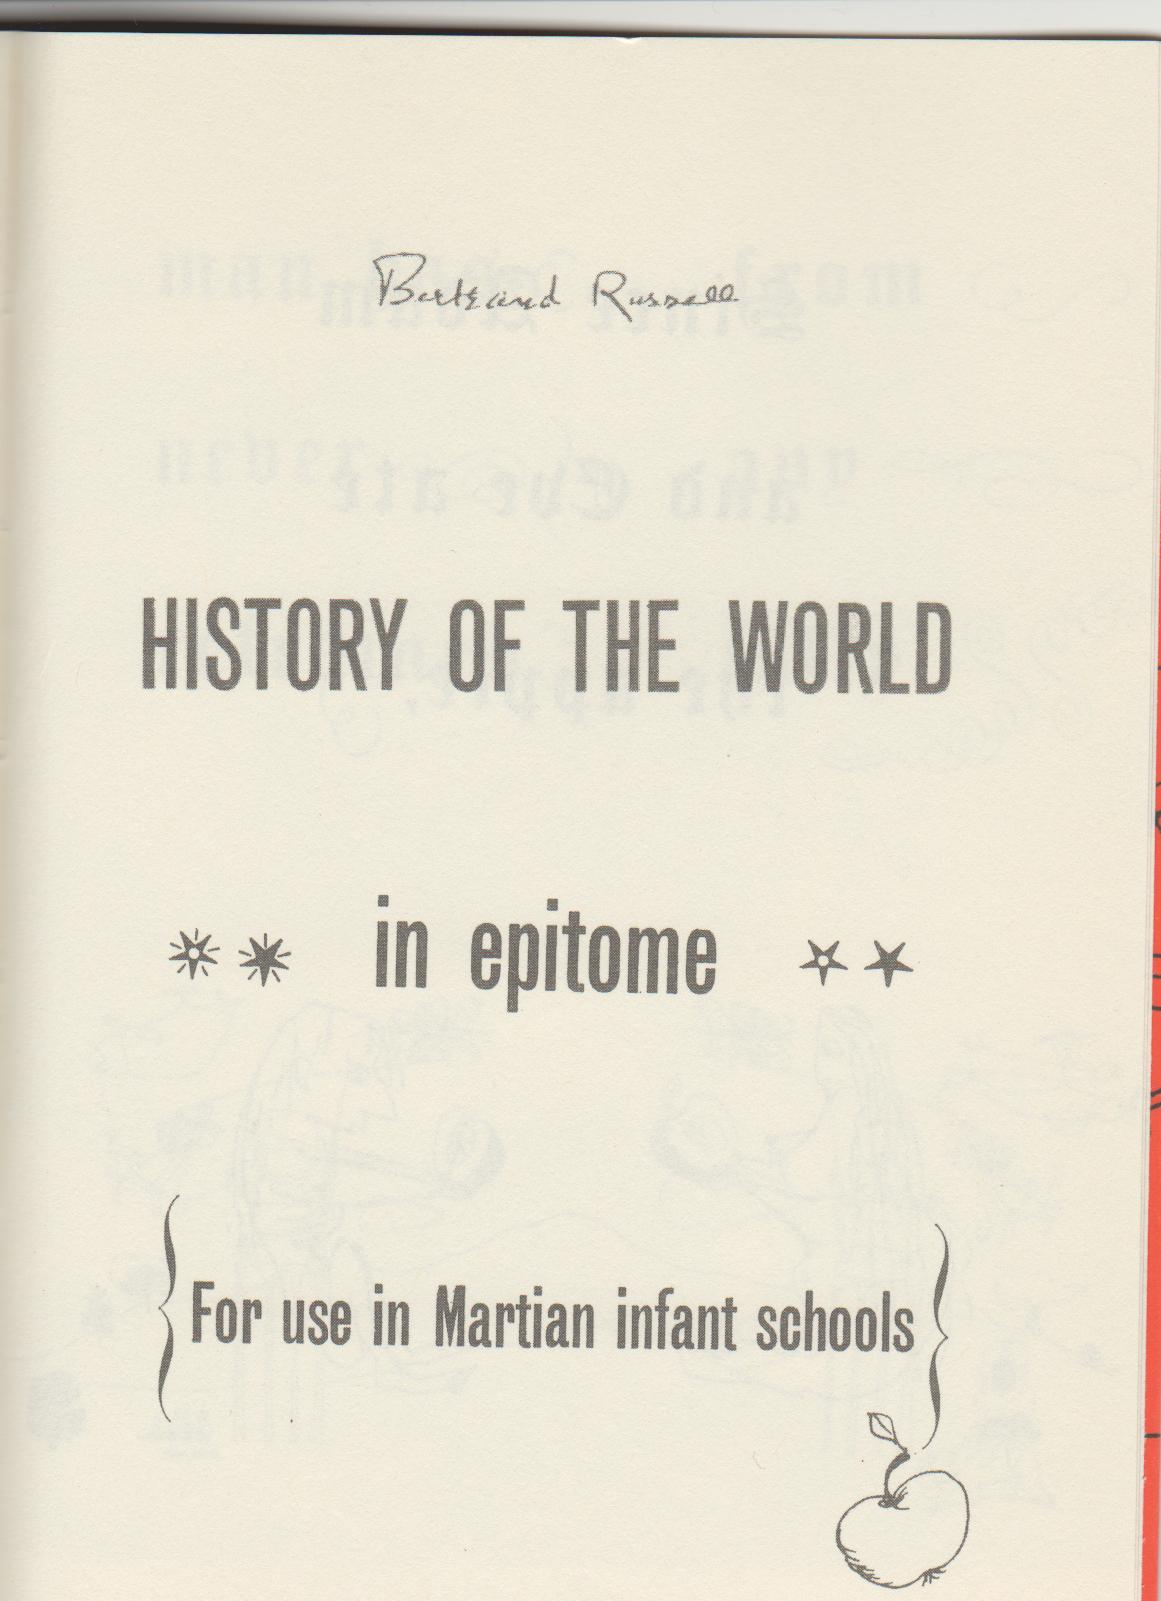 Bertrand Russell
HISTORY OF THE WORLD
in epitome
For use in Martian infant schools